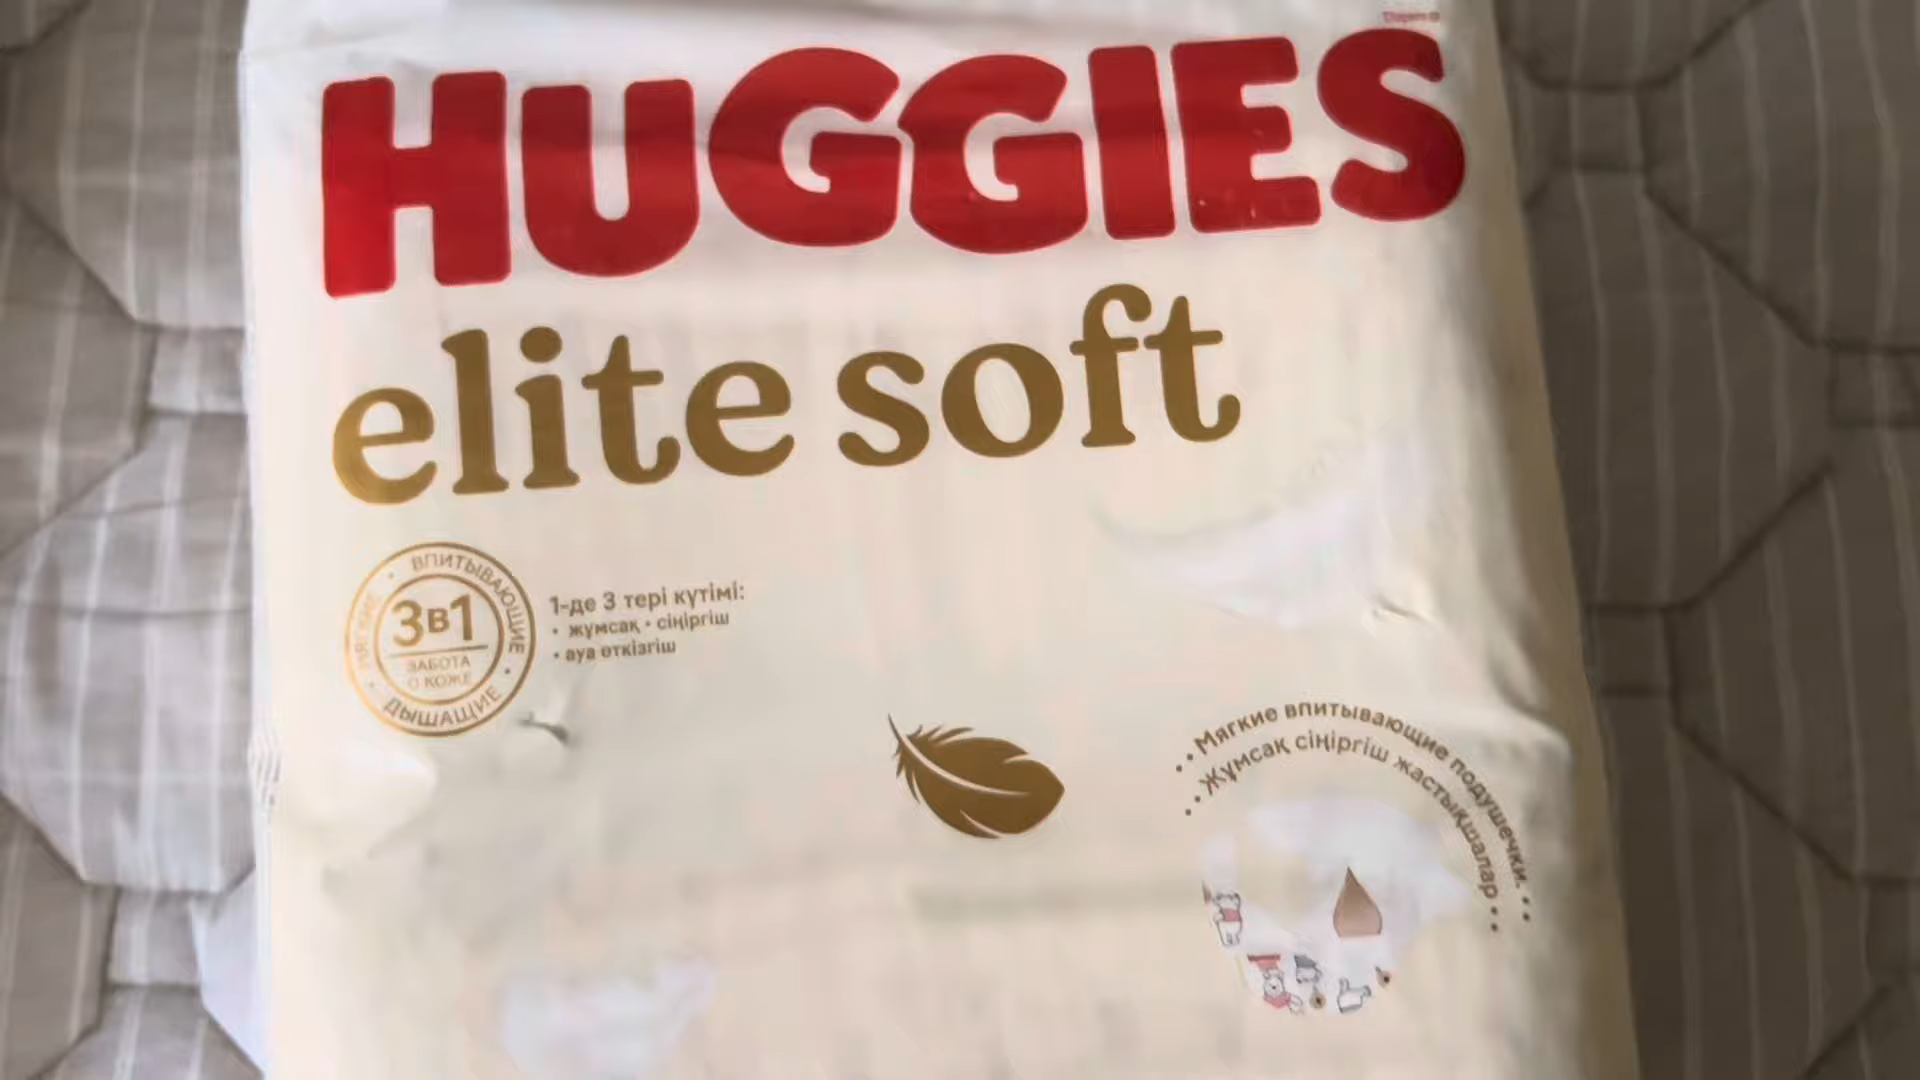 HUGGIES
elite soft
ВПИТЫВАЮЩИЕ
МЯГКИЕ
3в1
ЗАБОТА
О КОЖЕ
ДЫШАЩИЕ
1-де 3 тері күтімі:
• жұмсақ • сіңіргіш
• ауа өткізгіш
•• Мягкие впитывающие подушечки. ••
•• Жұмсақ сіңіргіш жастықшалар ••